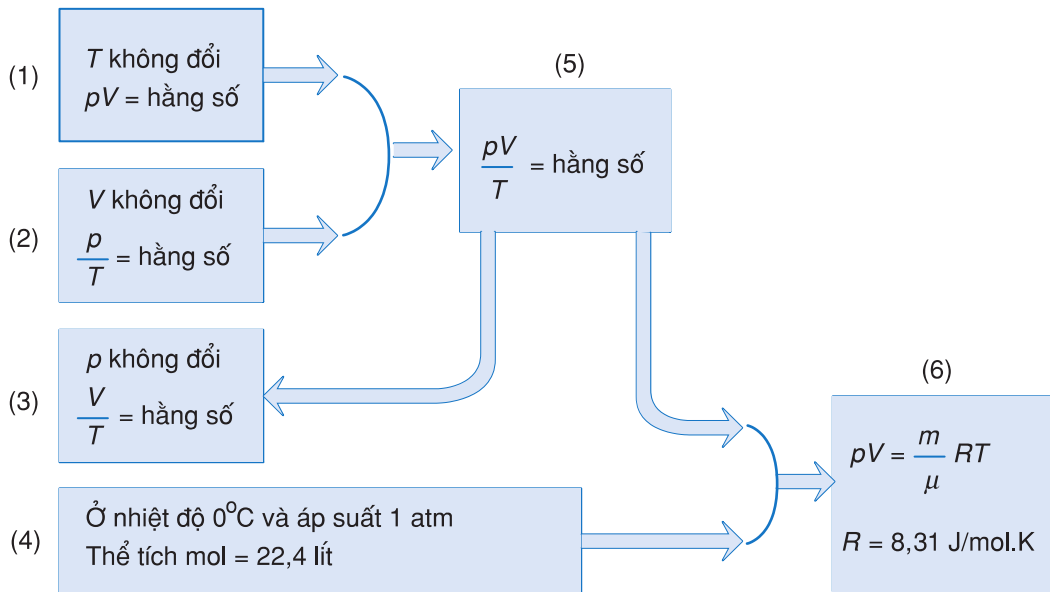 (1)
T không đổi
pV = hằng số
(2)
V không đổi
p/T = hằng số
(3)
p không đổi
V/T = hằng số
(4)
Ở nhiệt độ 0°C và áp suất 1 atm
Thể tích mol = 22,4 lít
(5)
pV/T = hằng số
(6)
pV = m/μ RT
R = 8,31 J/mol.K